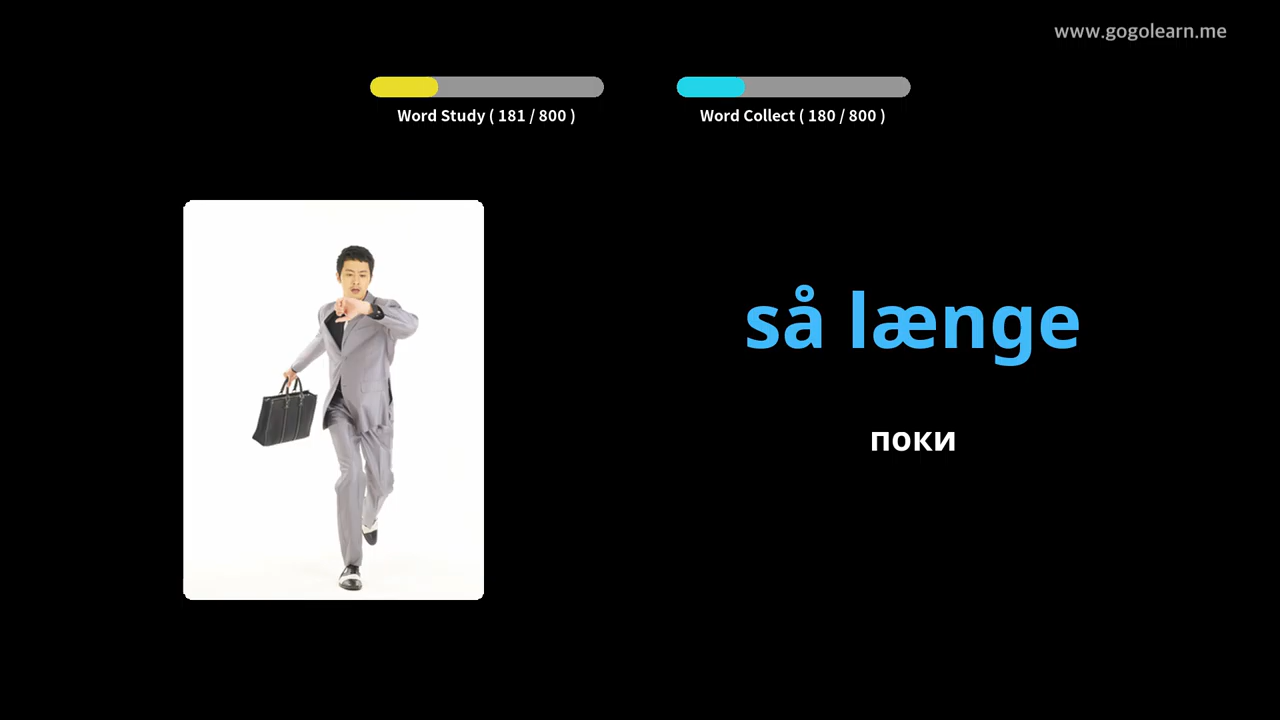 www.gogolearn.me
Word Study ( 181 / 800 )
Word Collect ( 180 / 800 )
så længe
поки